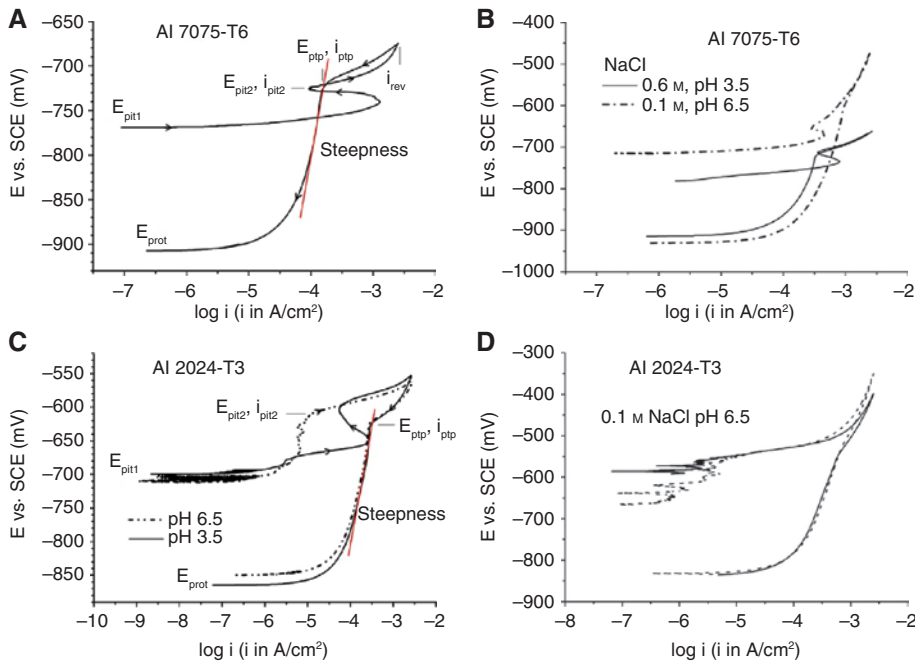 A
Al 7075-T6
–650
–700
–750
–800
–850
–900
E vs. SCE (mV)
E_ptp, i_ptp
E_pit2, i_pit2
i_rev
E_pit1
Steepness
E_prot
–7 –6 –5 –4 –3 –2
log i (i in A/cm²)
B
Al 7075-T6
–400
–500
–600
–700
–800
–900
–1000
E vs. SCE (mV)
NaCl
0.6 M, pH 3.5
0.1 M, pH 6.5
–8 –7 –6 –5 –4 –3 –2
log i (i in A/cm²)
C
Al 2024-T3
–550
–600
–650
–700
–750
–800
–850
E vs· SCE (mV)
E_pit2, i_pit2
E_ptp, i_ptp
E_pit1
pH 6.5
pH 3.5
Steepness
E_prot
–10 –9 –8 –7 –6 –5 –4 –3 –2
log i (i in A/cm²)
D
Al 2024-T3
–300
–400
–500
–600
–700
–800
–900
E vs. SCE (mV)
0.1 M NaCl pH 6.5
–8 –7 –6 –5 –4 –3 –2
log i (i in A/cm²)